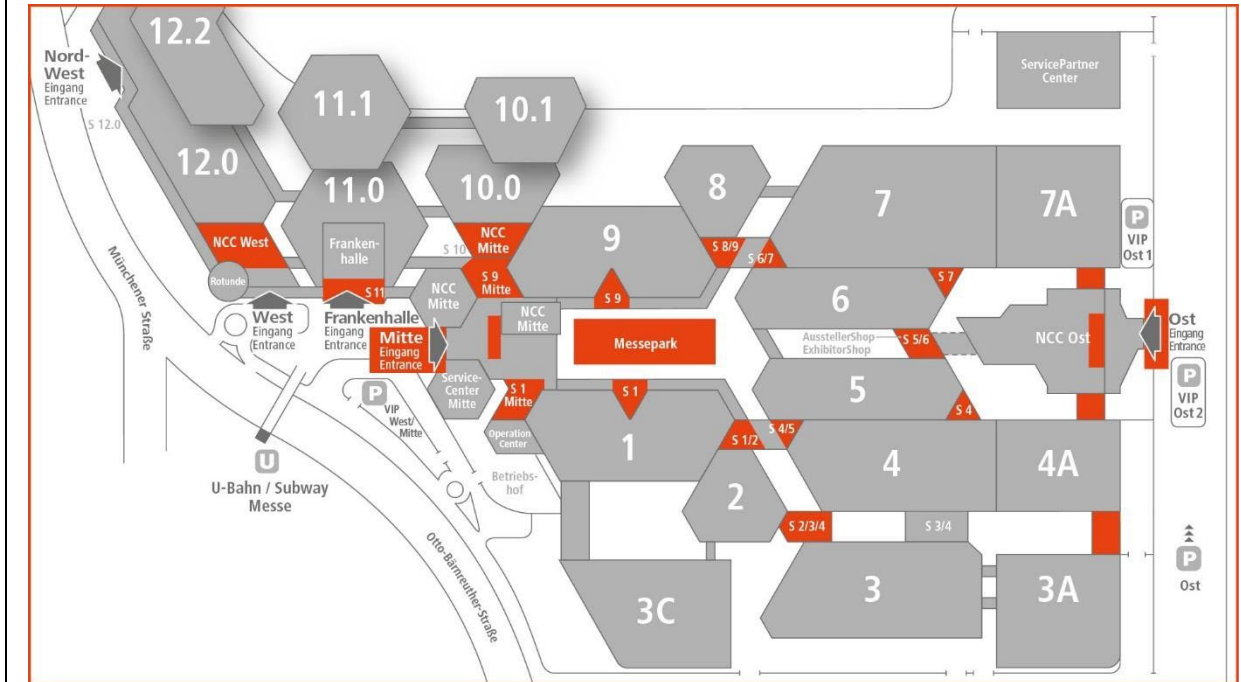 12.2
Nord-
West
Eingang
Entrance
S 12.0
12.0
11.1
10.1
11.0
10.0
NCC West
Franken-
halle
Rotunde
S 11
S 10
NCC
Mitte
S 9
Mitte
9
8
S 8/9
S 6/7
7
7A
ServicePartner
Center
P
VIP
Ost 1
S 7
6
S 9
NCC
Mitte
NCC
Mitte
Messepark
AusstellerShop
ExhibitorShop
S 5/6
NCC Ost
Ost
Eingang
Entrance
P
VIP
Ost 2
West
Eingang
(Entrance
Frankenhalle
Eingang
Entrance
Mitte
Eingang
Entrance
Münchener Straße
Service-
Center
Mitte
P
VIP
West/
Mitte
S 1
Mitte
S 1
5
S 4
Operation
Center
1
S 1/2
S 4/5
4
4A
U
U-Bahn / Subway
Messe
Betriebs-
hof
2
S 2/3/4
S 3/4
Otto-Bärnreuther-Straße
3C
3
3A
P
Ost